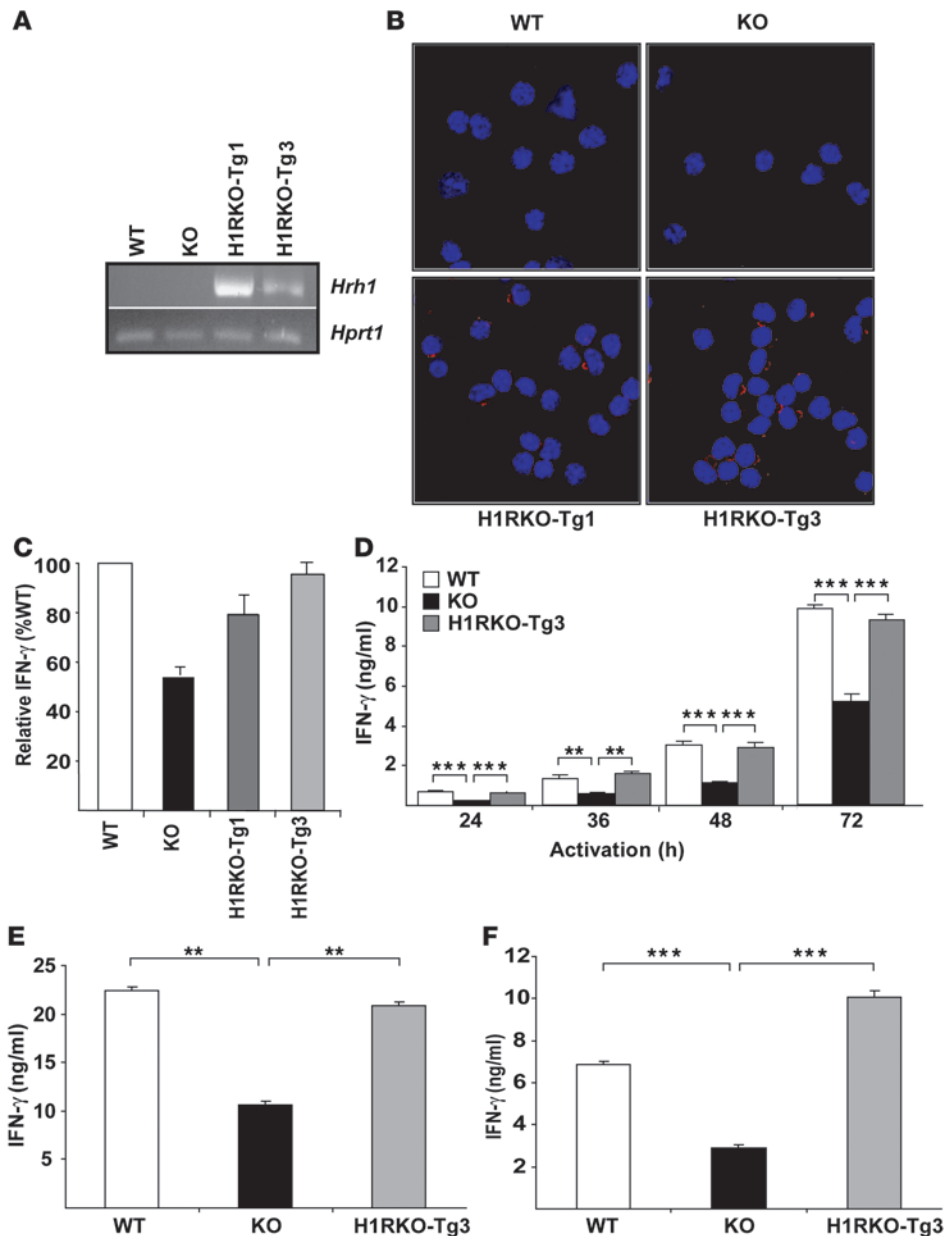 A
WT
KO
H1RKO-Tg1
H1RKO-Tg3
Hrh1
Hprt1
B
WT
KO
H1RKO-Tg1
H1RKO-Tg3
C
Relative IFN-γ (%WT)
100
80
60
40
20
WT
KO
H1RKO-Tg1
H1RKO-Tg3
D
IFN-γ (ng/ml)
12
10
8
6
4
2
WT
KO
H1RKO-Tg3
*** ***
** **
*** ***
*** ***
24 36 48 72
Activation (h)
E
IFN-γ (ng/ml)
25
20
15
10
5
** **
WT KO H1RKO-Tg3
F
IFN-γ (ng/ml)
12
10
8
6
4
2
*** ***
WT KO H1RKO-Tg3